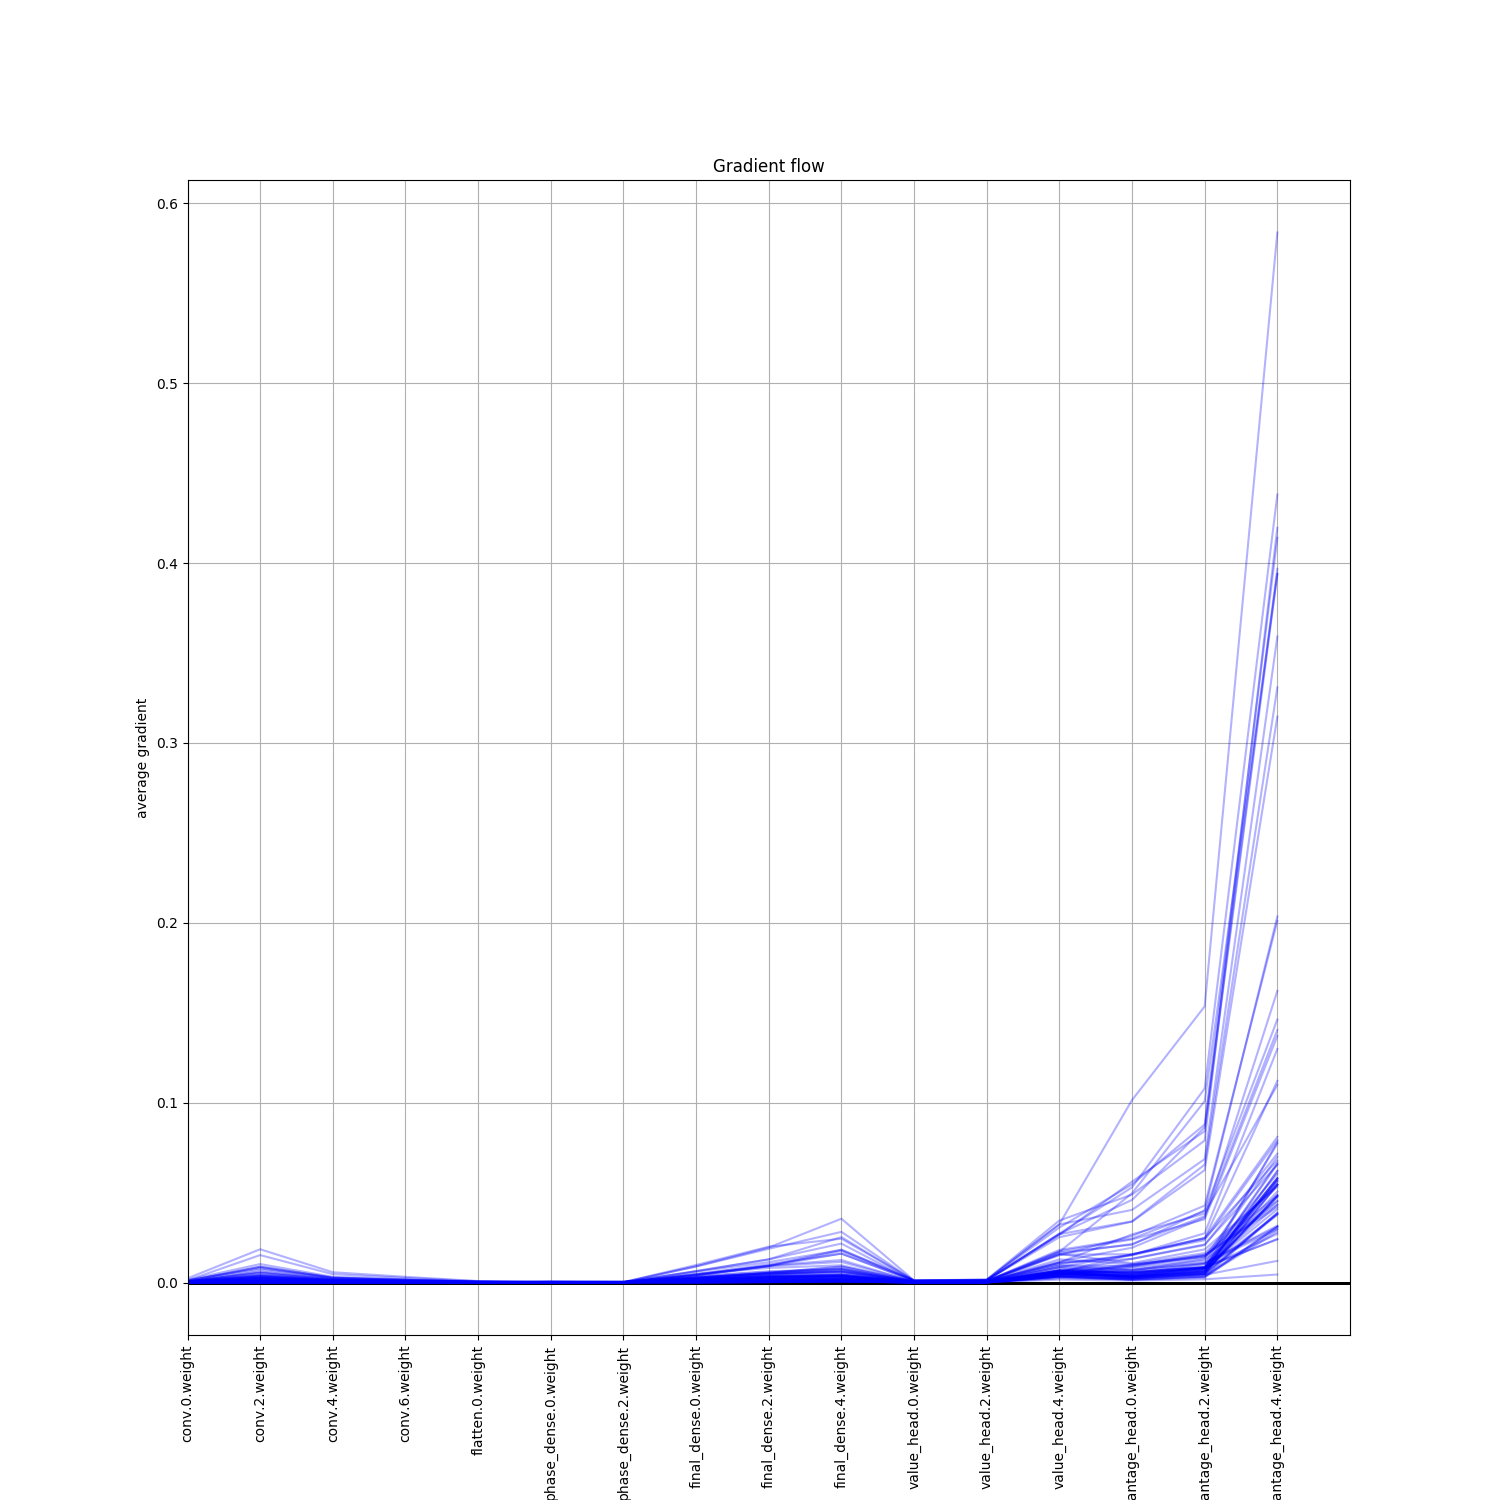 Gradient flow
0.6
0.5
0.4
0.3
0.2
0.1
0.0
average gradient
conv.0.weight
conv.2.weight
conv.4.weight
conv.6.weight
flatten.0.weight
phase_dense.0.weight
phase_dense.2.weight
final_dense.0.weight
final_dense.2.weight
final_dense.4.weight
value_head.0.weight
value_head.2.weight
value_head.4.weight
antage_head.0.weight
antage_head.2.weight
antage_head.4.weight